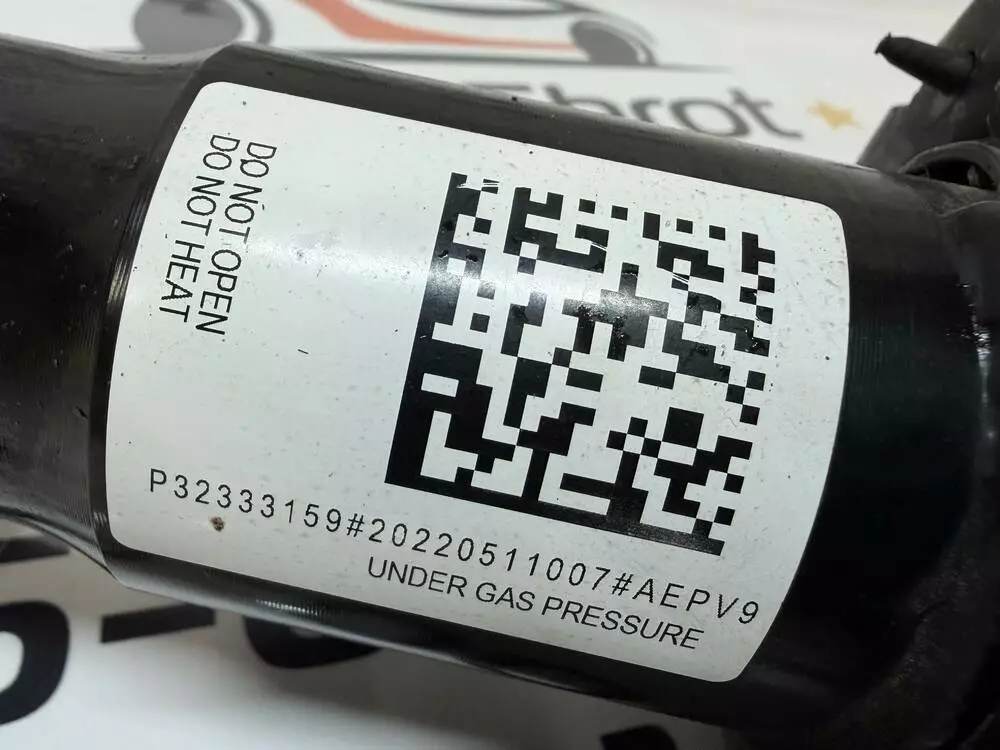 DO NOT OPEN
DO NOT HEAT
P32333159#20220511007#AEPV9
UNDER GAS PRESSURE